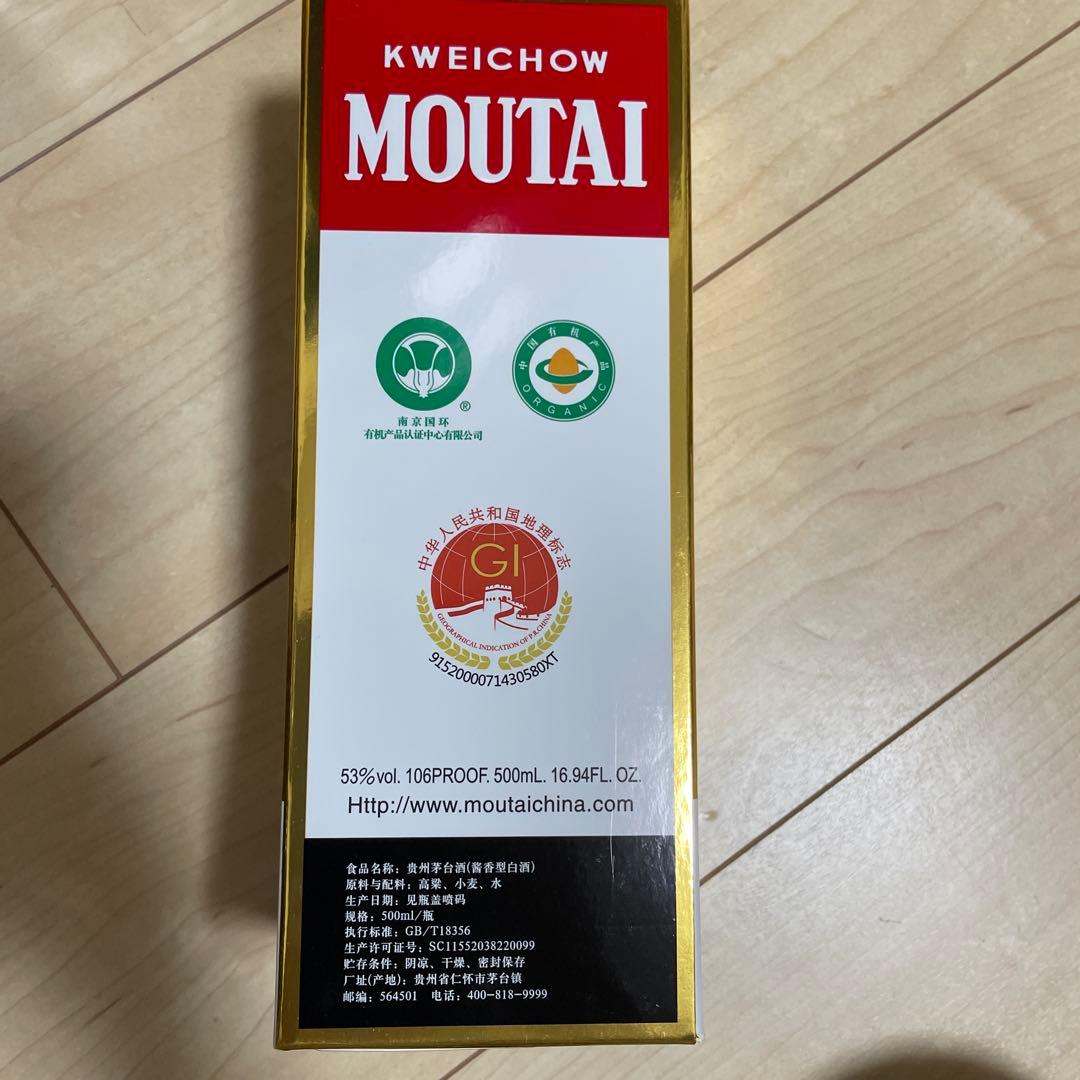 KWEICHOW
MOUTAI
®
南京国环
有机产品认证中心有限公司
中国有机产品
ORGANIC
中华人民共和国地理标志
GI
GEOGRAPHICAL INDICATION OF P.R.CHINA
9152000071430580XT
53%vol. 106PROOF. 500mL. 16.94FL. OZ.
Http://www.moutaichina.com
食品名称：贵州茅台酒(酱香型白酒)
原料与配料：高粱、小麦、水
生产日期：见瓶盖喷码
规格：500ml/瓶
执行标准：GB/T18356
生产许可证号：SC11552038220099
贮存条件：阴凉、干燥、密封保存
厂址(产地)：贵州省仁怀市茅台镇
邮编：564501 电话：400-818-9999